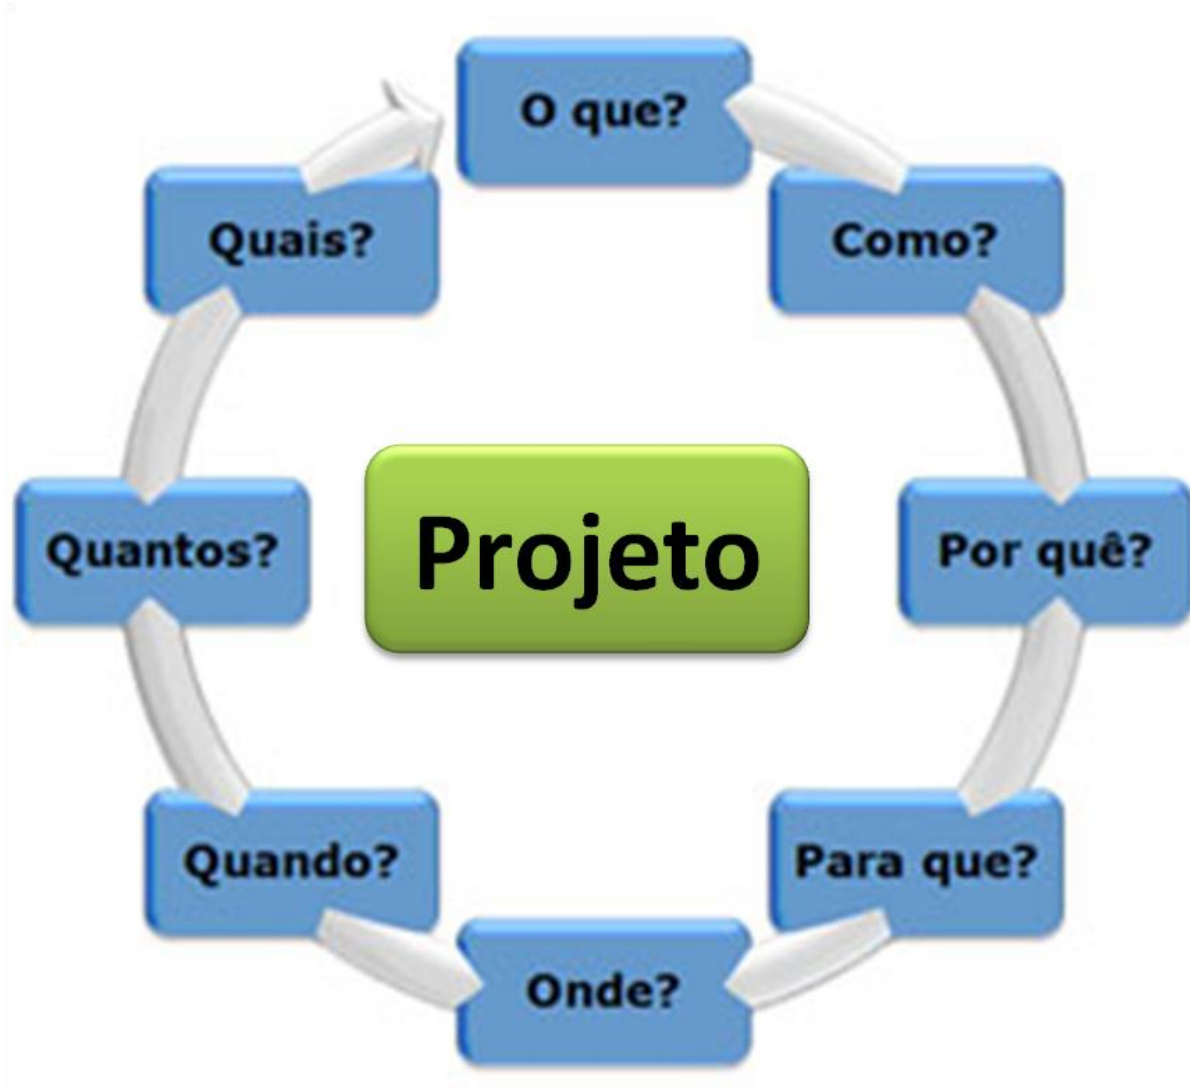 O que?
Como?
Por quê?
Para que?
Onde?
Quando?
Quantos?
Quais?
Projeto